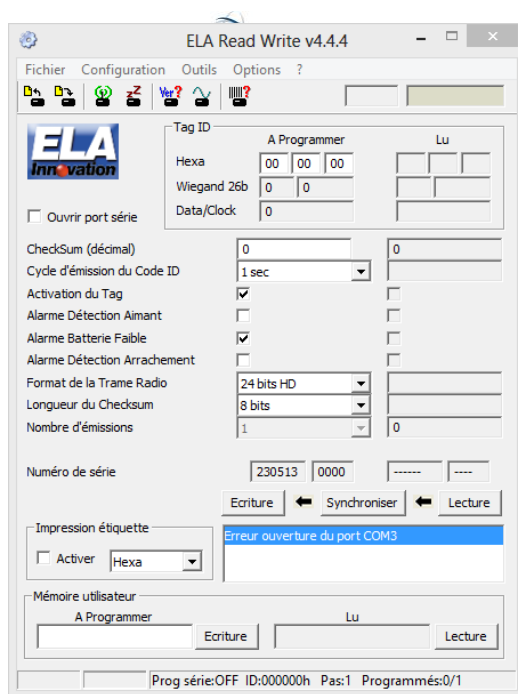 ELA Read Write v4.4.4
Fichier Configuration Outils Options ?
Ver?
ELA
Innovation
Tag ID
A Programmer Lu
Hexa 00 00 00
Wiegand 26b 0 0
Data/Clock 0
Ouvrir port série
CheckSum (décimal) 0 0
Cycle d'émission du Code ID 1 sec
Activation du Tag
Alarme Détection Aimant
Alarme Batterie Faible
Alarme Détection Arrachement
Format de la Trame Radio 24 bits HD
Longueur du Checksum 8 bits
Nombre d'émissions 1 0
Numéro de série 230513 0000 ------ ----
Ecriture Synchroniser Lecture
Impression étiquette
Activer Hexa
Erreur ouverture du port COM3
Mémoire utilisateur
A Programmer Lu
Ecriture Lecture
Prog série:OFF ID:000000h Pas:1 Programmés:0/1